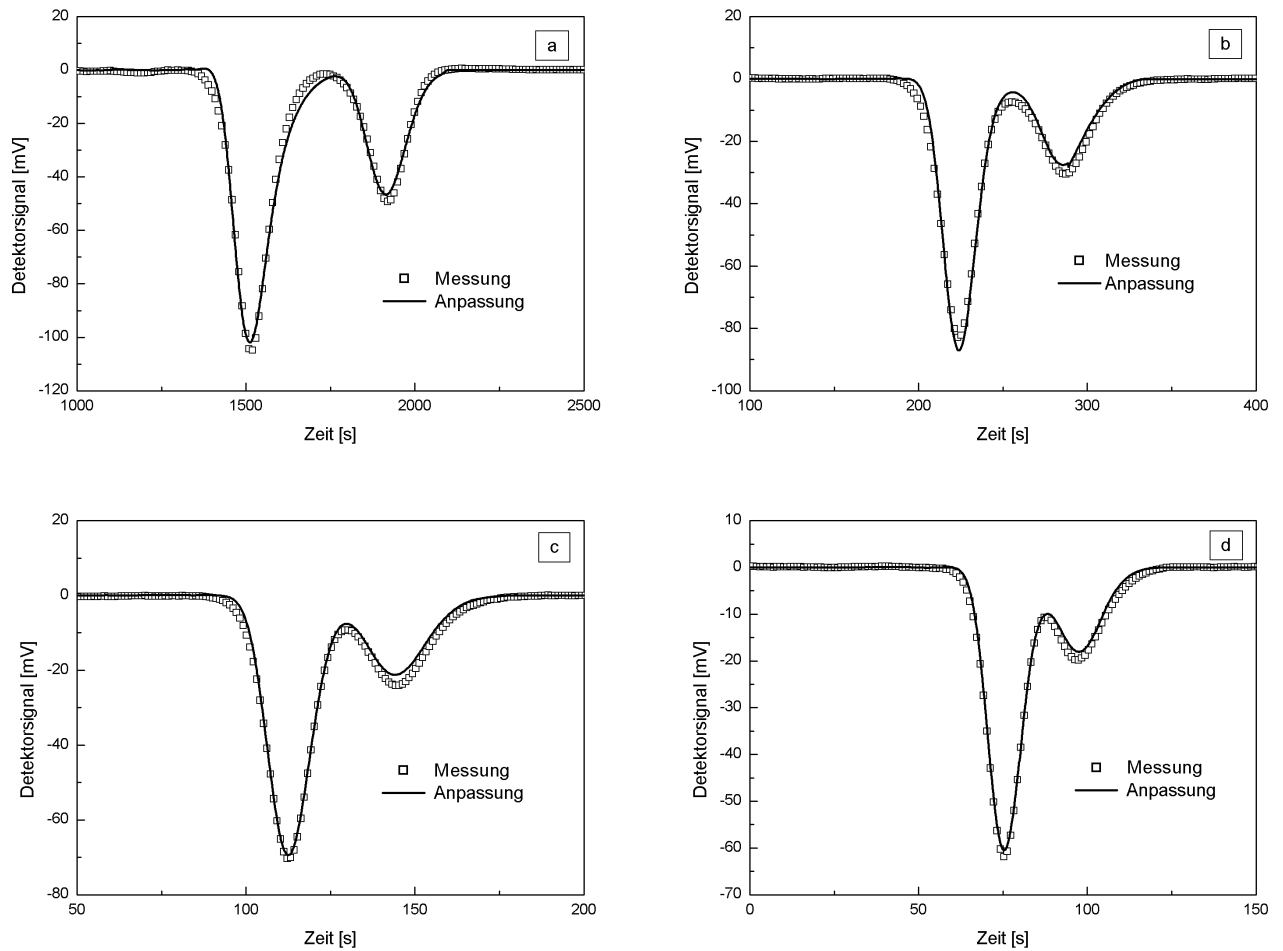 a
20
0
-20
-40
-60
-80
-100
-120
Detektorsignal [mV]
Messung
Anpassung
1000 1500 2000 2500
Zeit [s]
b
20
0
-20
-40
-60
-80
-100
Detektorsignal [mV]
Messung
Anpassung
100 200 300 400
Zeit [s]
c
20
0
-20
-40
-60
-80
Detektorsignal [mV]
Messung
Anpassung
50 100 150 200
Zeit [s]
d
10
0
-10
-20
-30
-40
-50
-60
-70
Detektorsignal [mV]
Messung
Anpassung
0 50 100 150
Zeit [s]